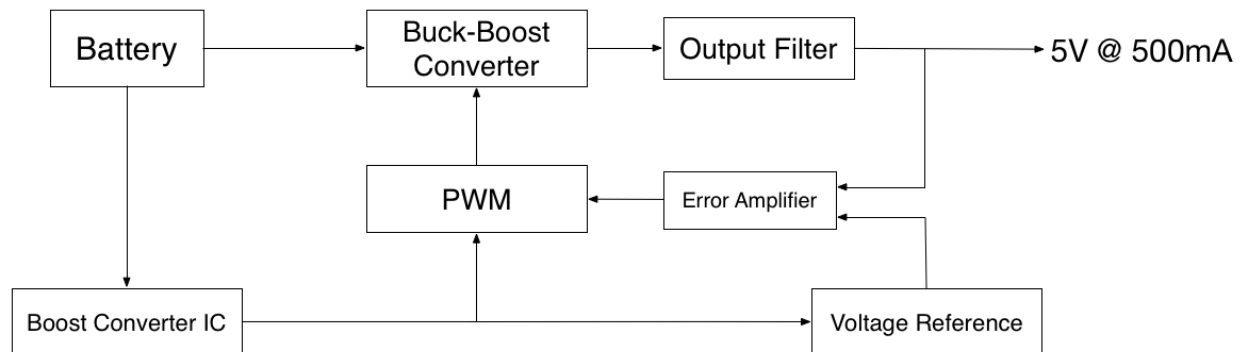 Battery
Buck-Boost
Converter
Output Filter
5V @ 500mA
PWM
Error Amplifier
Boost Converter IC
Voltage Reference